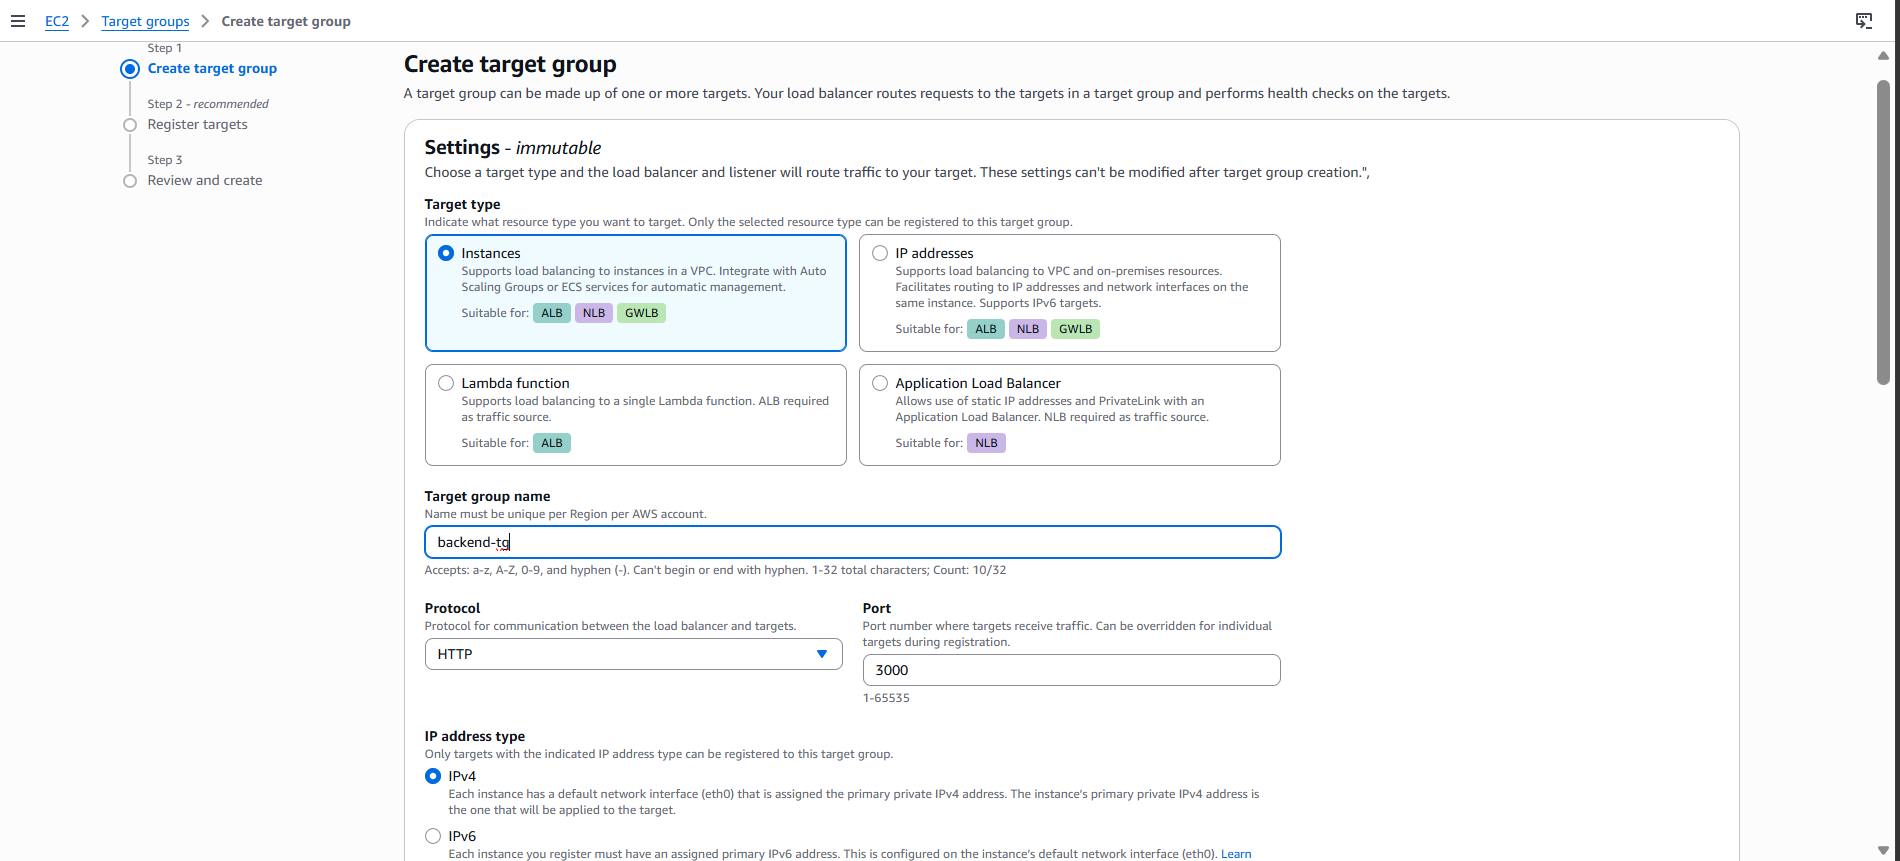 EC2 > Target groups > Create target group
Step 1
Create target group
Step 2 - recommended
Register targets
Step 3
Review and create
Create target group
A target group can be made up of one or more targets. Your load balancer routes requests to the targets in a target group and performs health checks on the targets.
Settings - immutable
Choose a target type and the load balancer and listener will route traffic to your target. These settings can't be modified after target group creation.",
Target type
Indicate what resource type you want to target. Only the selected resource type can be registered to this target group.
Instances
Supports load balancing to instances in a VPC. Integrate with Auto
Scaling Groups or ECS services for automatic management.
Suitable for: ALB NLB GWLB
IP addresses
Supports load balancing to VPC and on-premises resources.
Facilitates routing to IP addresses and network interfaces on the
same instance. Supports IPv6 targets.
Suitable for: ALB NLB GWLB
Lambda function
Supports load balancing to a single Lambda function. ALB required
as traffic source.
Suitable for: ALB
Application Load Balancer
Allows use of static IP addresses and PrivateLink with an
Application Load Balancer. NLB required as traffic source.
Suitable for: NLB
Target group name
Name must be unique per Region per AWS account.
backend-tg
Accepts: a-z, A-Z, 0-9, and hyphen (-). Can't begin or end with hyphen. 1-32 total characters; Count: 10/32
Protocol
Protocol for communication between the load balancer and targets.
HTTP
Port
Port number where targets receive traffic. Can be overridden for individual
targets during registration.
3000
1-65535
IP address type
Only targets with the indicated IP address type can be registered to this target group.
IPv4
Each instance has a default network interface (eth0) that is assigned the primary private IPv4 address. The instance's primary private IPv4 address is
the one that will be applied to the target.
IPv6
Each instance you register must have an assigned primary IPv6 address. This is configured on the instance's default network interface (eth0). Learn